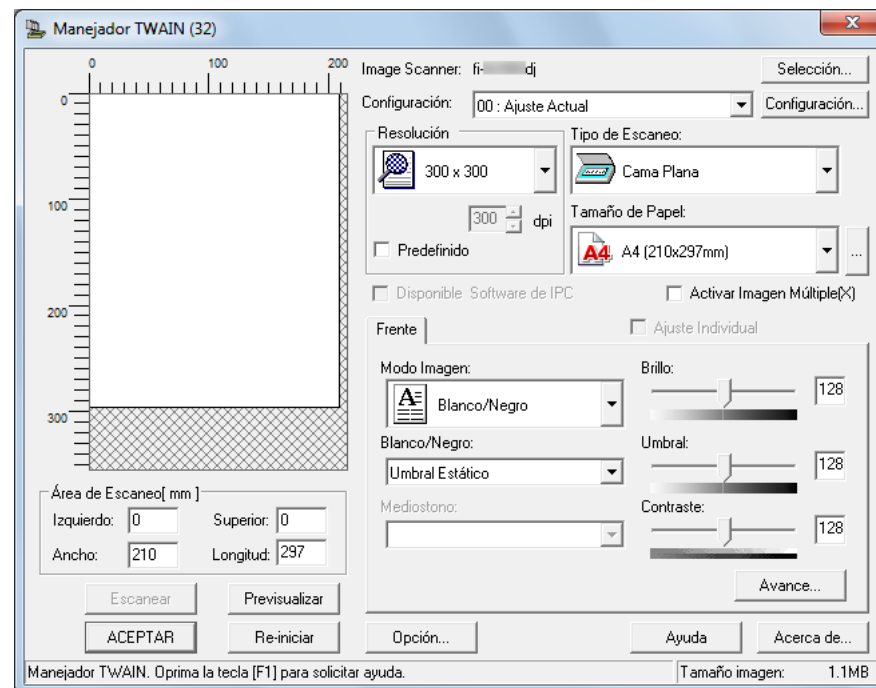 Manejador TWAIN (32)
0 100 200
0
100
200
300
Image Scanner: fi- dj
Selección...
Configuración: 00 : Ajuste Actual
Configuración...
Resolución
300 x 300
300 dpi
Predefinido
Tipo de Escaneo:
Cama Plana
Tamaño de Papel:
A4 A4 (210x297mm)
...
Disponible Software de IPC
Activar Imagen Múltiple(X)
Frente
Ajuste Individual
Modo Imagen:
A Blanco/Negro
Blanco/Negro:
Umbral Estático
Mediostono:
Brillo:
128
Umbral:
128
Contraste:
128
Avance...
Área de Escaneo[ mm ]
Izquierdo: 0 Superior: 0
Ancho: 210 Longitud: 297
Escanear Previsualizar
ACEPTAR Re-iniciar Opción... Ayuda Acerca de...
Manejador TWAIN. Oprima la tecla [F1] para solicitar ayuda. Tamaño imagen: 1.1MB